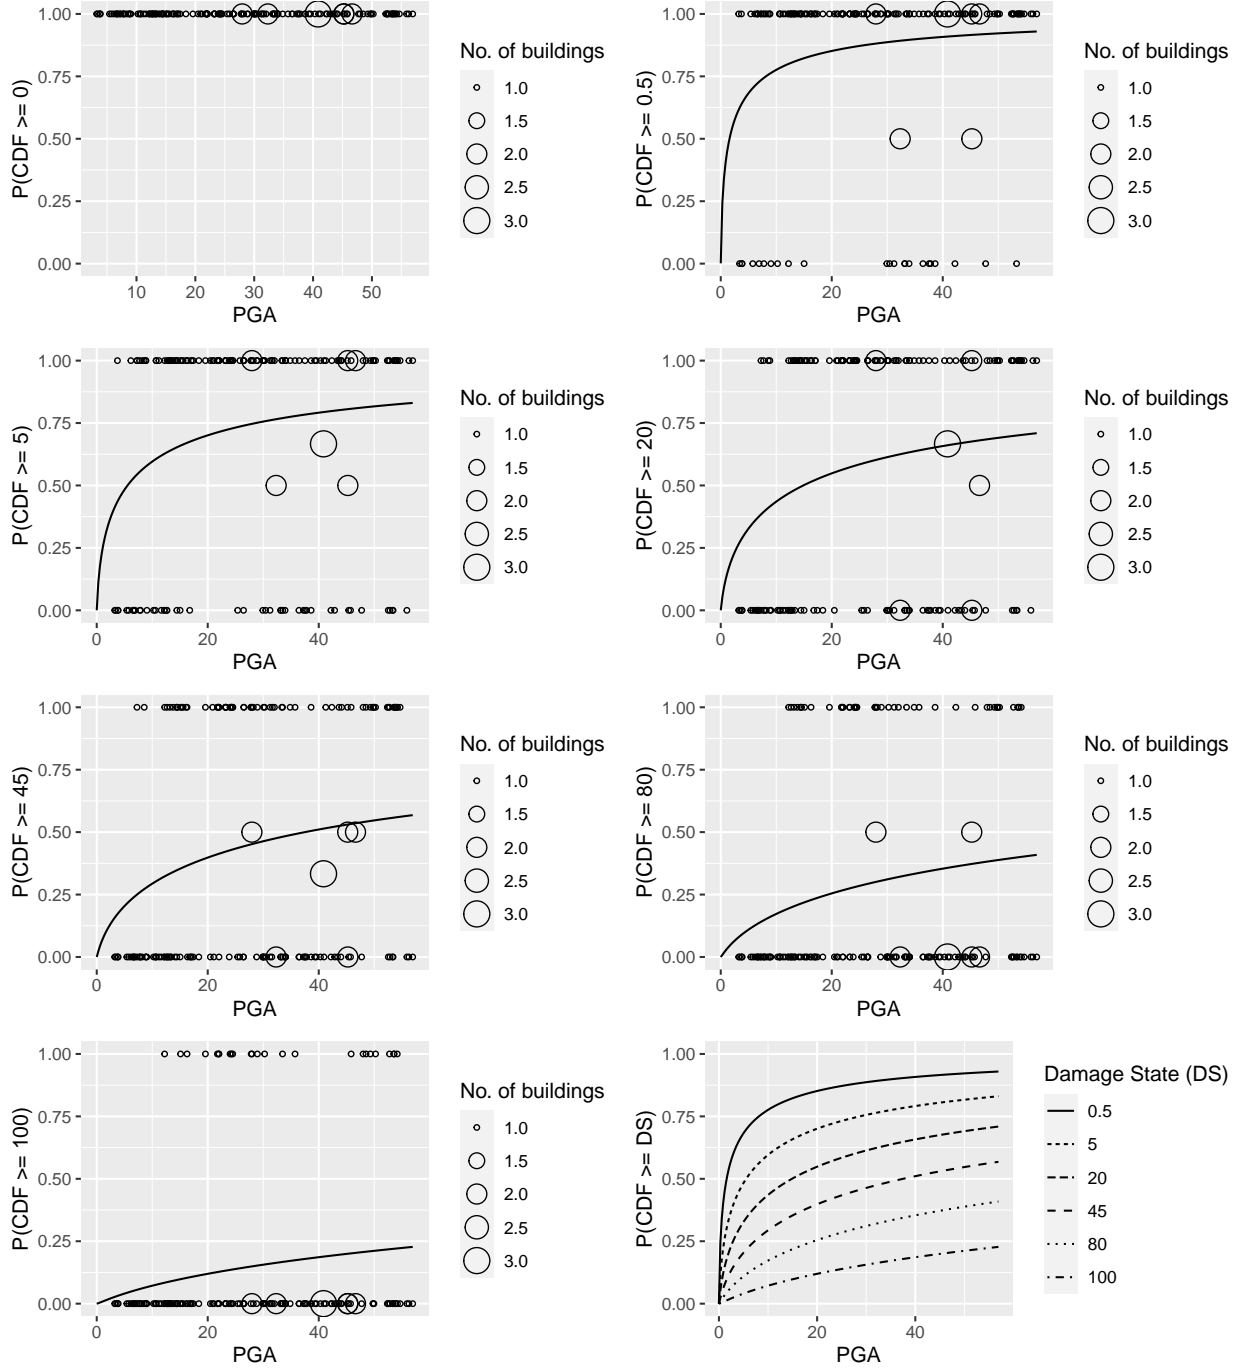 P(CDF >= 0)
1.00
0.75
0.50
0.25
0.00
10 20 30 40 50
PGA
No. of buildings
1.0
1.5
2.0
2.5
3.0
P(CDF >= 0.5)
1.00
0.75
0.50
0.25
0.00
0 20 40
PGA
No. of buildings
1.0
1.5
2.0
2.5
3.0
P(CDF >= 5)
1.00
0.75
0.50
0.25
0.00
0 20 40
PGA
No. of buildings
1.0
1.5
2.0
2.5
3.0
P(CDF >= 20)
1.00
0.75
0.50
0.25
0.00
0 20 40
PGA
No. of buildings
1.0
1.5
2.0
2.5
3.0
P(CDF >= 45)
1.00
0.75
0.50
0.25
0.00
0 20 40
PGA
No. of buildings
1.0
1.5
2.0
2.5
3.0
P(CDF >= 80)
1.00
0.75
0.50
0.25
0.00
0 20 40
PGA
No. of buildings
1.0
1.5
2.0
2.5
3.0
P(CDF >= 100)
1.00
0.75
0.50
0.25
0.00
0 20 40
PGA
No. of buildings
1.0
1.5
2.0
2.5
3.0
P(CDF >= DS)
1.00
0.75
0.50
0.25
0.00
0 20 40
PGA
Damage State (DS)
0.5
5
20
45
80
100